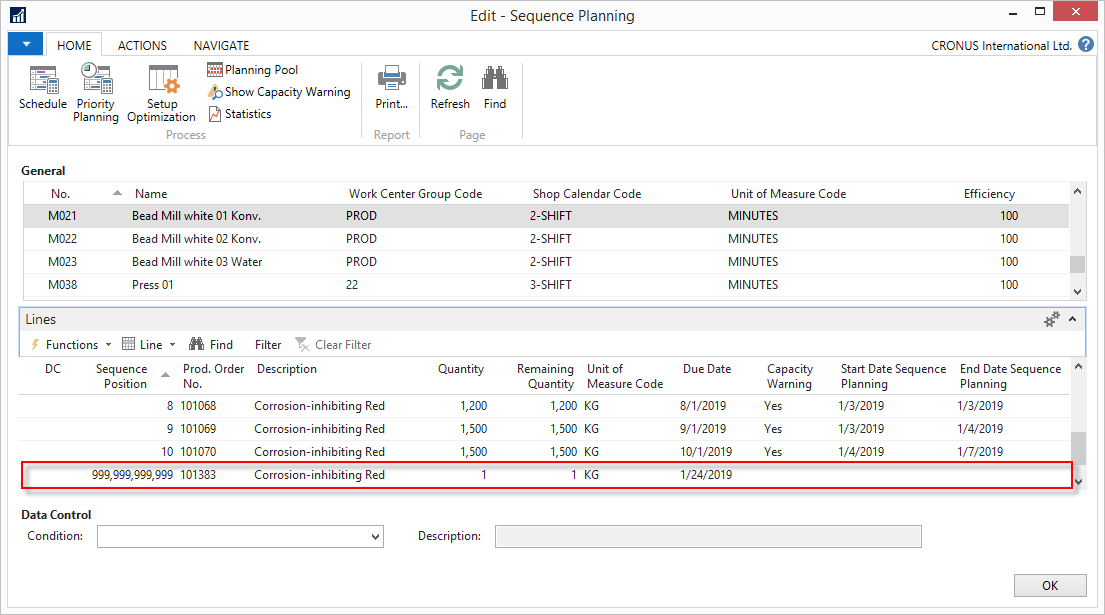 Edit - Sequence Planning
HOME ACTIONS NAVIGATE CRONUS International Ltd. ?
Schedule
Priority Planning
Setup Optimization
Planning Pool
Show Capacity Warning
Statistics
Process
Print...
Report
Refresh
Find
Page
General
No. Name Work Center Group Code Shop Calendar Code Unit of Measure Code Efficiency
M021 Bead Mill white 01 Konv. PROD 2-SHIFT MINUTES 100
M022 Bead Mill white 02 Konv. PROD 2-SHIFT MINUTES 100
M023 Bead Mill white 03 Water PROD 2-SHIFT MINUTES 100
M038 Press 01 22 3-SHIFT MINUTES 100
Lines
Functions Line Find Filter Clear Filter
DC Sequence Position Prod. Order No. Description Quantity Remaining Quantity Unit of Measure Code Due Date Capacity Warning Start Date Sequence Planning End Date Sequence Planning
8 101068 Corrosion-inhibiting Red 1,200 1,200 KG 8/1/2019 Yes 1/3/2019 1/3/2019
9 101069 Corrosion-inhibiting Red 1,500 1,500 KG 9/1/2019 Yes 1/3/2019 1/4/2019
10 101070 Corrosion-inhibiting Red 1,500 1,500 KG 10/1/2019 Yes 1/4/2019 1/7/2019
999,999,999,999 101383 Corrosion-inhibiting Red 1 1 KG 1/24/2019
Data Control
Condition: Description:
OK